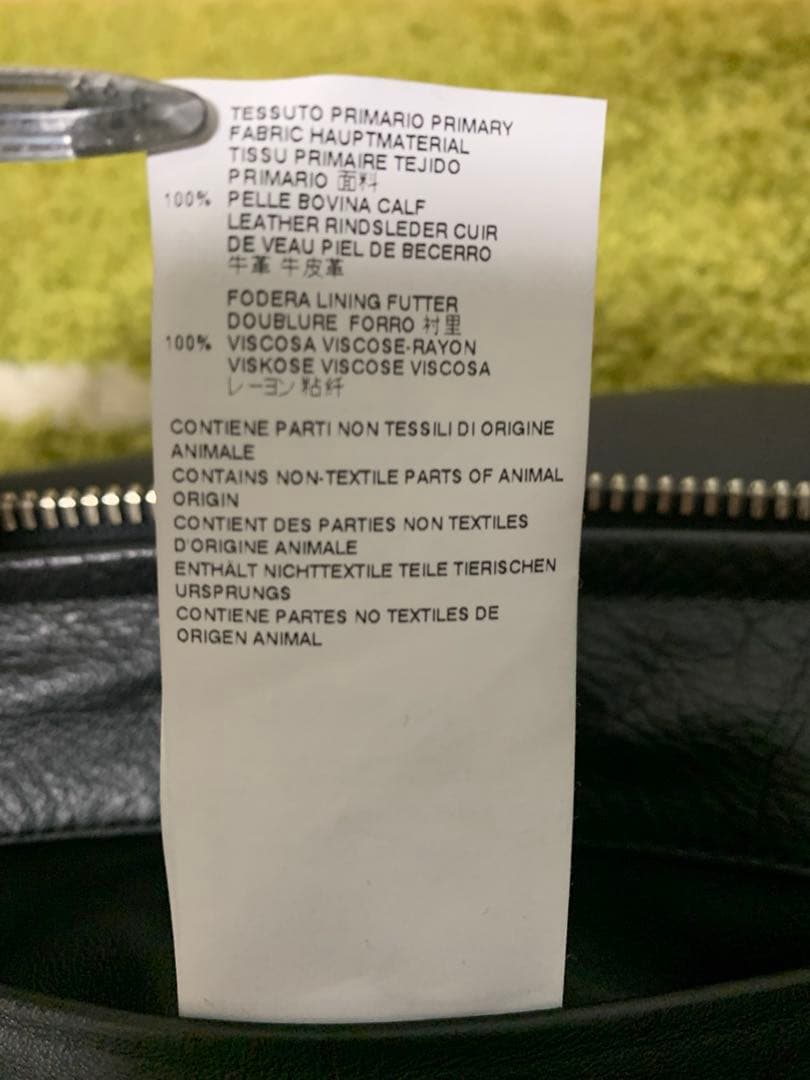 TESSUTO PRIMARIO PRIMARY
FABRIC HAUPTMATERIAL
TISSU PRIMAIRE TEJIDO
PRIMARIO 面料
100% PELLE BOVINA CALF
LEATHER RINDSLEDER CUIR
DE VEAU PIEL DE BECERRO
牛革 牛皮革
FODERA LINING FUTTER
DOUBLURE FORRO 衬里
100% VISCOSA VISCOSE-RAYON
VISKOSE VISCOSE VISCOSA
レーヨン 粘纤
CONTIENE PARTI NON TESSILI DI ORIGINE
ANIMALE
CONTAINS NON-TEXTILE PARTS OF ANIMAL
ORIGIN
CONTIENT DES PARTIES NON TEXTILES
D'ORIGINE ANIMALE
ENTHÄLT NICHTTEXTILE TEILE TIERISCHEN
URSPRUNGS
CONTIENE PARTES NO TEXTILES DE
ORIGEN ANIMAL